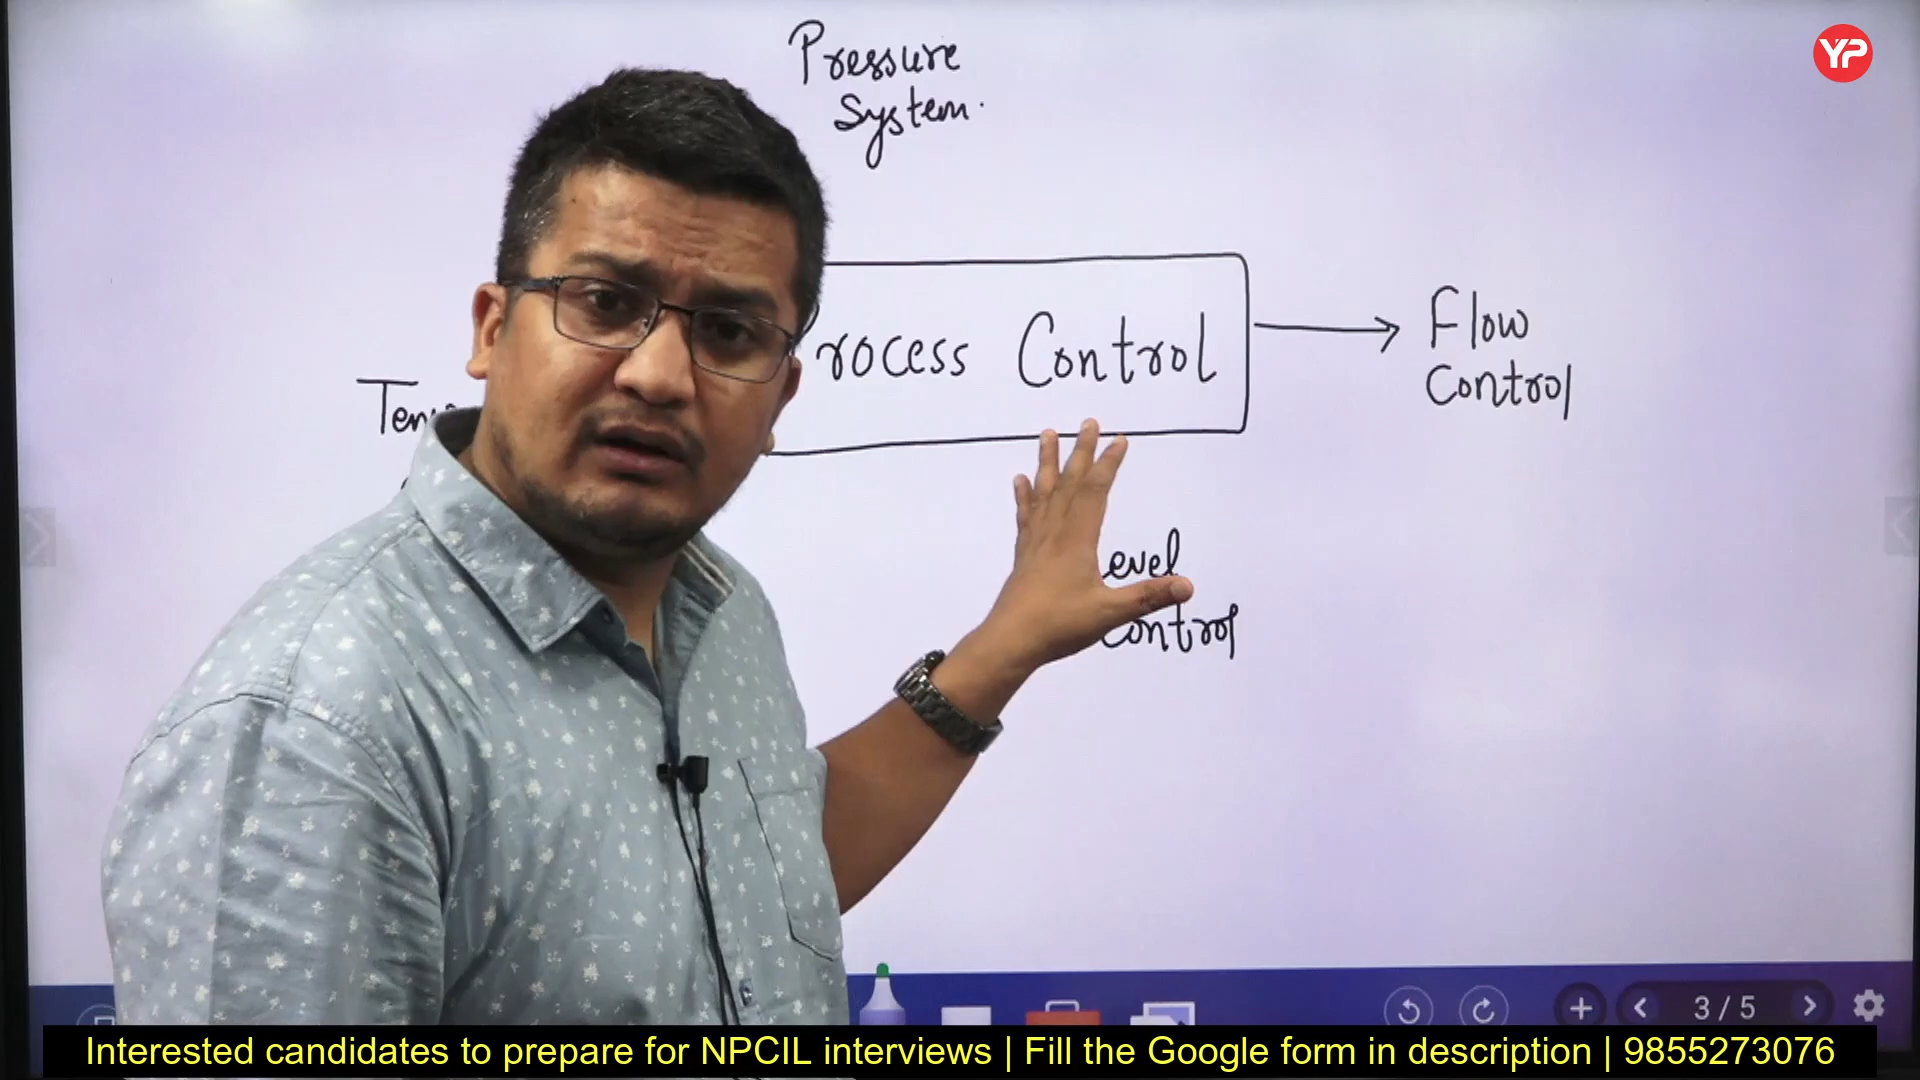 YP
Pressure
System.
rocess Control
Flow
Control
Tem
evel
ontrol
3 / 5
Interested candidates to prepare for NPCIL interviews | Fill the Google form in description | 9855273076